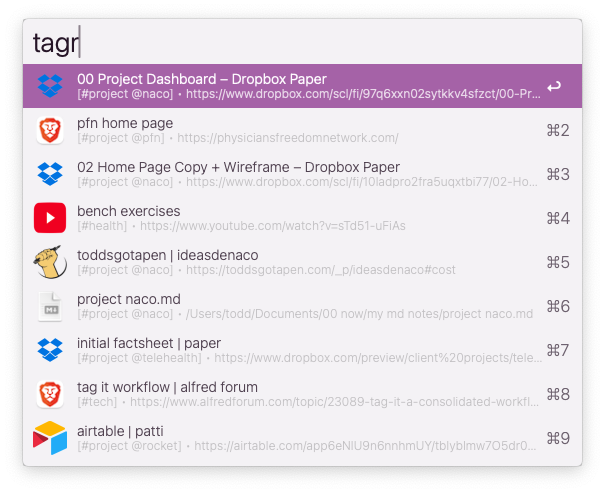 tagr
00 Project Dashboard – Dropbox Paper
[#project @naco] • https://www.dropbox.com/scl/fi/97q6xxn02sytkkv4sfzct/00-Pr...
pfn home page
[#project @pfn] • https://physiciansfreedomnetwork.com/
⌘2
02 Home Page Copy + Wireframe – Dropbox Paper
[#project @naco] • https://www.dropbox.com/scl/fi/10ladpro2fra5uqxtbi77/02-Ho...
⌘3
bench exercises
[#health] • https://www.youtube.com/watch?v=sTd51-uFiAs
⌘4
toddsgotapen | ideasdenaco
[#project @naco] • https://toddsgotapen.com/_p/ideasdenaco#cost
⌘5
project naco.md
[#project @naco] • /Users/todd/Documents/00 now/my md notes/project naco.md
⌘6
initial factsheet | paper
[#project @telehealth] • https://www.dropbox.com/preview/client%20projects/tele...
⌘7
tag it workflow | alfred forum
[#tech] • https://www.alfredforum.com/topic/23089-tag-it-a-consolidated-workfl...
⌘8
airtable | patti
[#project @rocket] • https://airtable.com/app6eNlU9n6nnhmUY/tblyblmw7O5dr0...
⌘9